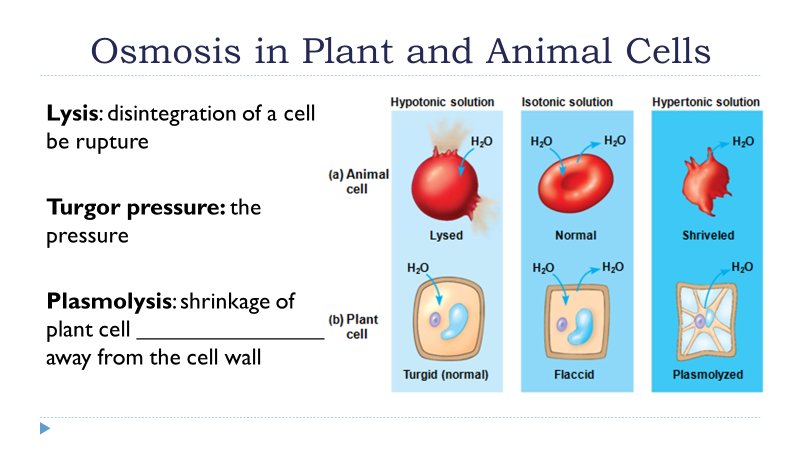 Osmosis in Plant and Animal Cells
Lysis: disintegration of a cell
be rupture
Turgor pressure: the
pressure
Plasmolysis: shrinkage of
plant cell _________________
away from the cell wall
Hypotonic solution
Isotonic solution
Hypertonic solution
(a) Animal
cell
H₂O
H₂O
H₂O
H₂O
Lysed
Normal
Shriveled
(b) Plant
cell
H₂O
H₂O
H₂O
H₂O
Turgid (normal)
Flaccid
Plasmolyzed